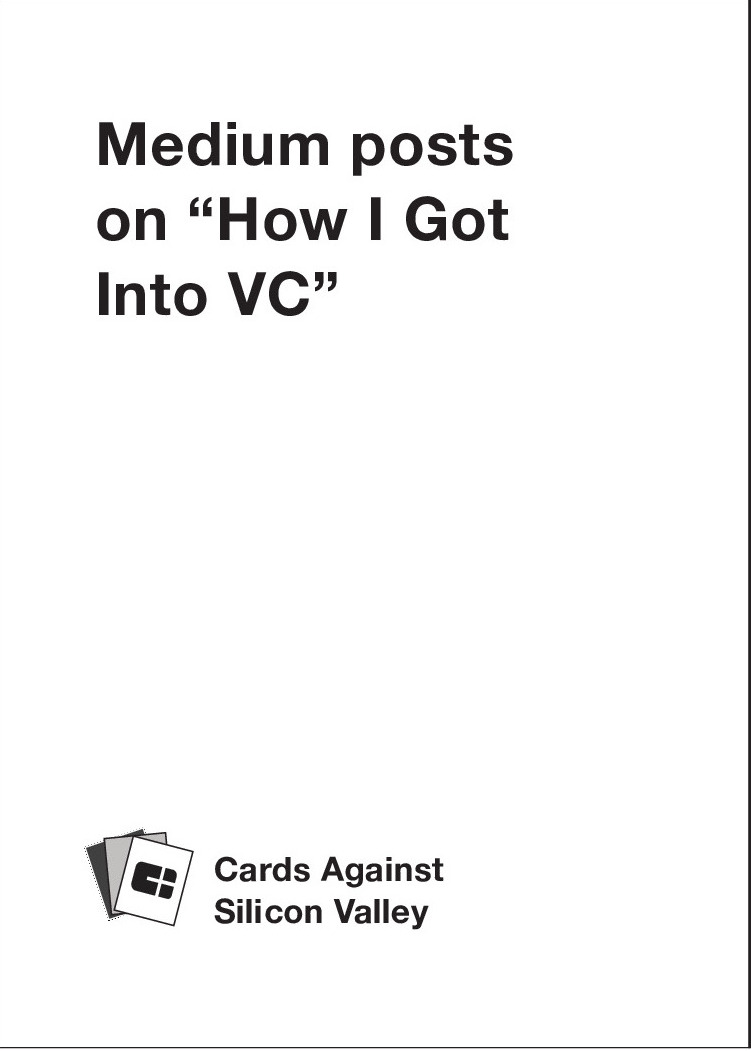 Medium posts
on “How I Got
Into VC”
Cards Against
Silicon Valley